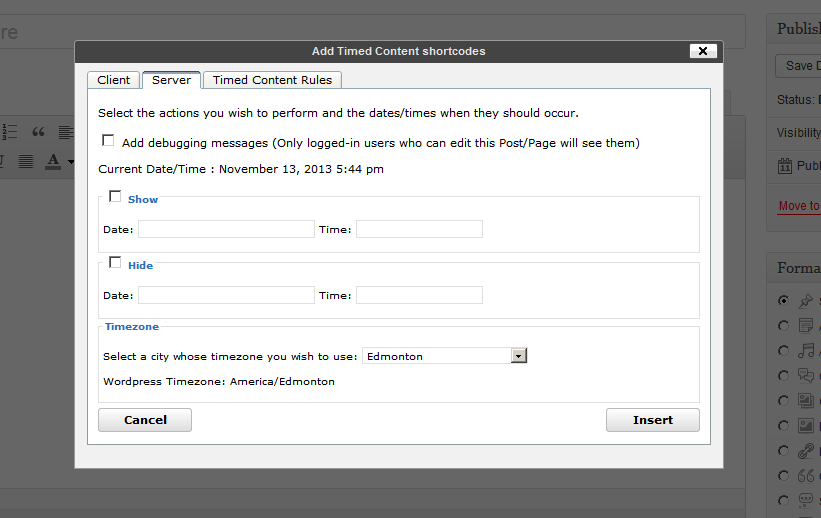 re
Publis
Add Timed Content shortcodes
Save D
Client
Server
Timed Content Rules
Select the actions you wish to perform and the dates/times when they should occur.
Status:
Add debugging messages (Only logged-in users who can edit this Post/Page will see them)
Visibility
Current Date/Time : November 13, 2013 5:44 pm
11
Publ
Show
Move to
Date:
Time:
Hide
Forma
Date:
Time:
Timezone
Select a city whose timezone you wish to use:
Edmonton
Wordpress Timezone: America/Edmonton
Cancel
Insert